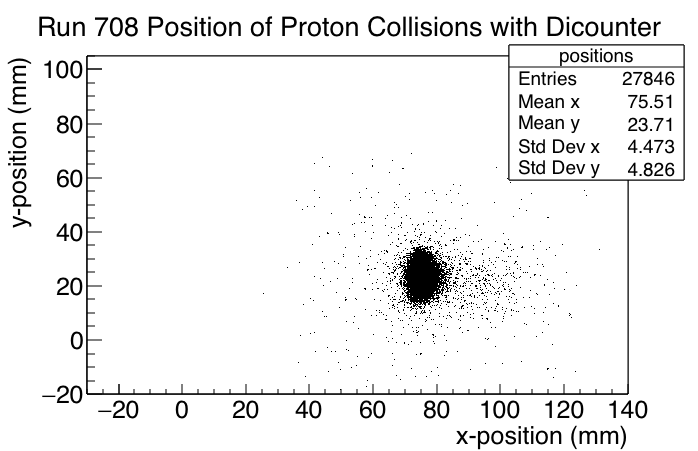 Run 708 Position of Proton Collisions with Dicounter
positions
Entries 27846
Mean x 75.51
Mean y 23.71
Std Dev x 4.473
Std Dev y 4.826
y-position (mm)
100
80
60
40
20
0
−20
−20 0 20 40 60 80 100 120 140
x-position (mm)